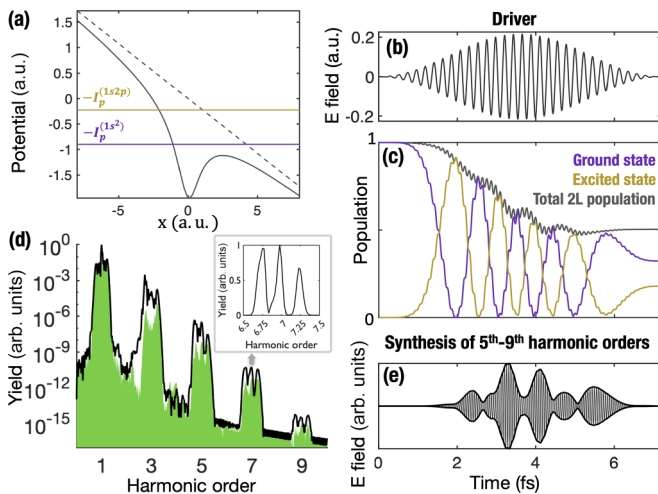 (a)
1.5
1
0.5
0
-0.5
-1
-1.5
Potential (a.u.)
−I_p^(1s2p)
−I_p^(1s²)
-5
0
5
x (a. u.)
Driver
(b)
0.2
0
-0.2
E field (a.u.)
(c)
1
0
Population
Ground state
Excited state
Total 2L population
(d)
10^0
10^-3
10^-6
10^-9
10^-12
10^-15
Yield (arb. units)
1
3
5
7
9
Harmonic order
1
0.5
0
Yield (arb. units)
6.5
6.75
7
7.25
7.5
Harmonic order
Synthesis of 5th-9th harmonic orders
(e)
E field (arb. units)
0
2
4
6
Time (fs)